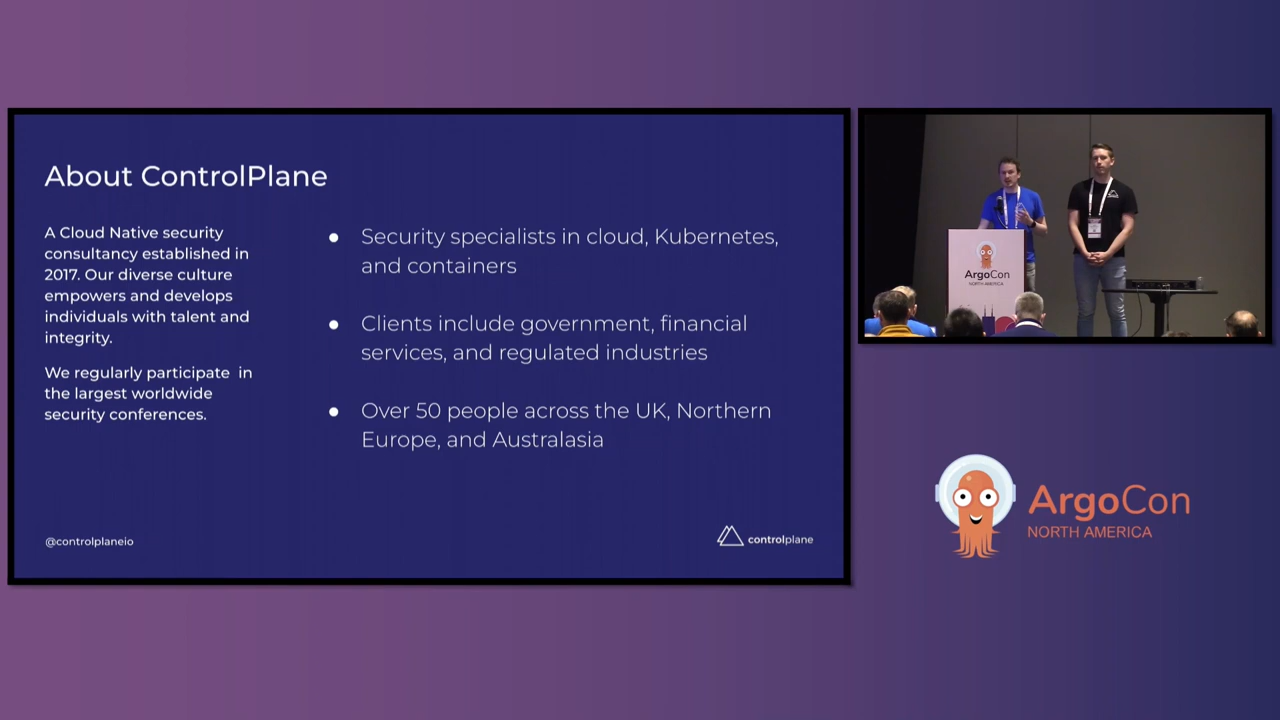 About ControlPlane
A Cloud Native security
consultancy established in
2017. Our diverse culture
empowers and develops
individuals with talent and
integrity.
We regularly participate  in
the largest worldwide
security conferences.
● Security specialists in cloud, Kubernetes,
and containers
● Clients include government, financial
services, and regulated industries
● Over 50 people across the UK, Northern
Europe, and Australasia
@controlplaneio
controlplane
ArgoCon
NORTH AMERICA
ArgoCon
NORTH AMERICA